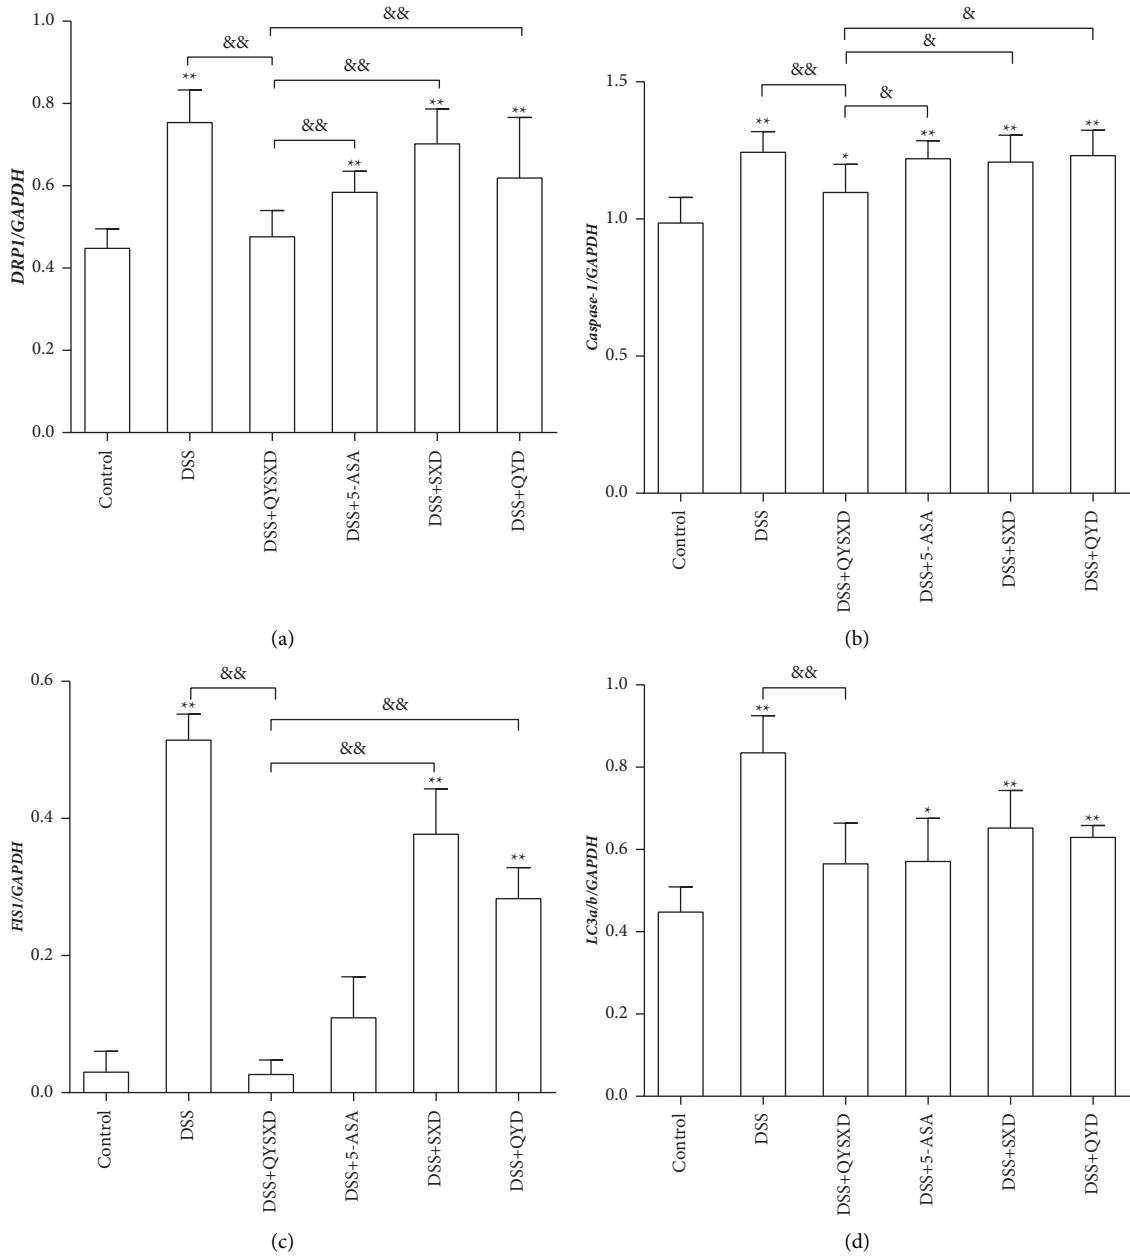 &&
1.0
&&
&&
**
0.8
**
**
&&
**
0.6
DRP1/GAPDH
0.4
0.2
0.0
Control
DSS
DSS+QYSXD
DSS+5-ASA
DSS+SXD
DSS+QYD
(a)
&
&
&&
1.5
&
**
**
**
**
*
1.0
Caspase-1/GAPDH
0.5
0.0
Control
DSS
DSS+QYSXD
DSS+5-ASA
DSS+SXD
DSS+QYD
(b)
0.6
&&
**
&&
&&
**
0.4
**
FIS1/GAPDH
0.2
0.0
Control
DSS
DSS+QYSXD
DSS+5-ASA
DSS+SXD
DSS+QYD
(c)
&&
1.0
**
0.8
**
*
**
0.6
LC3a/b/GAPDH
0.4
0.2
0.0
Control
DSS
DSS+QYSXD
DSS+5-ASA
DSS+SXD
DSS+QYD
(d)